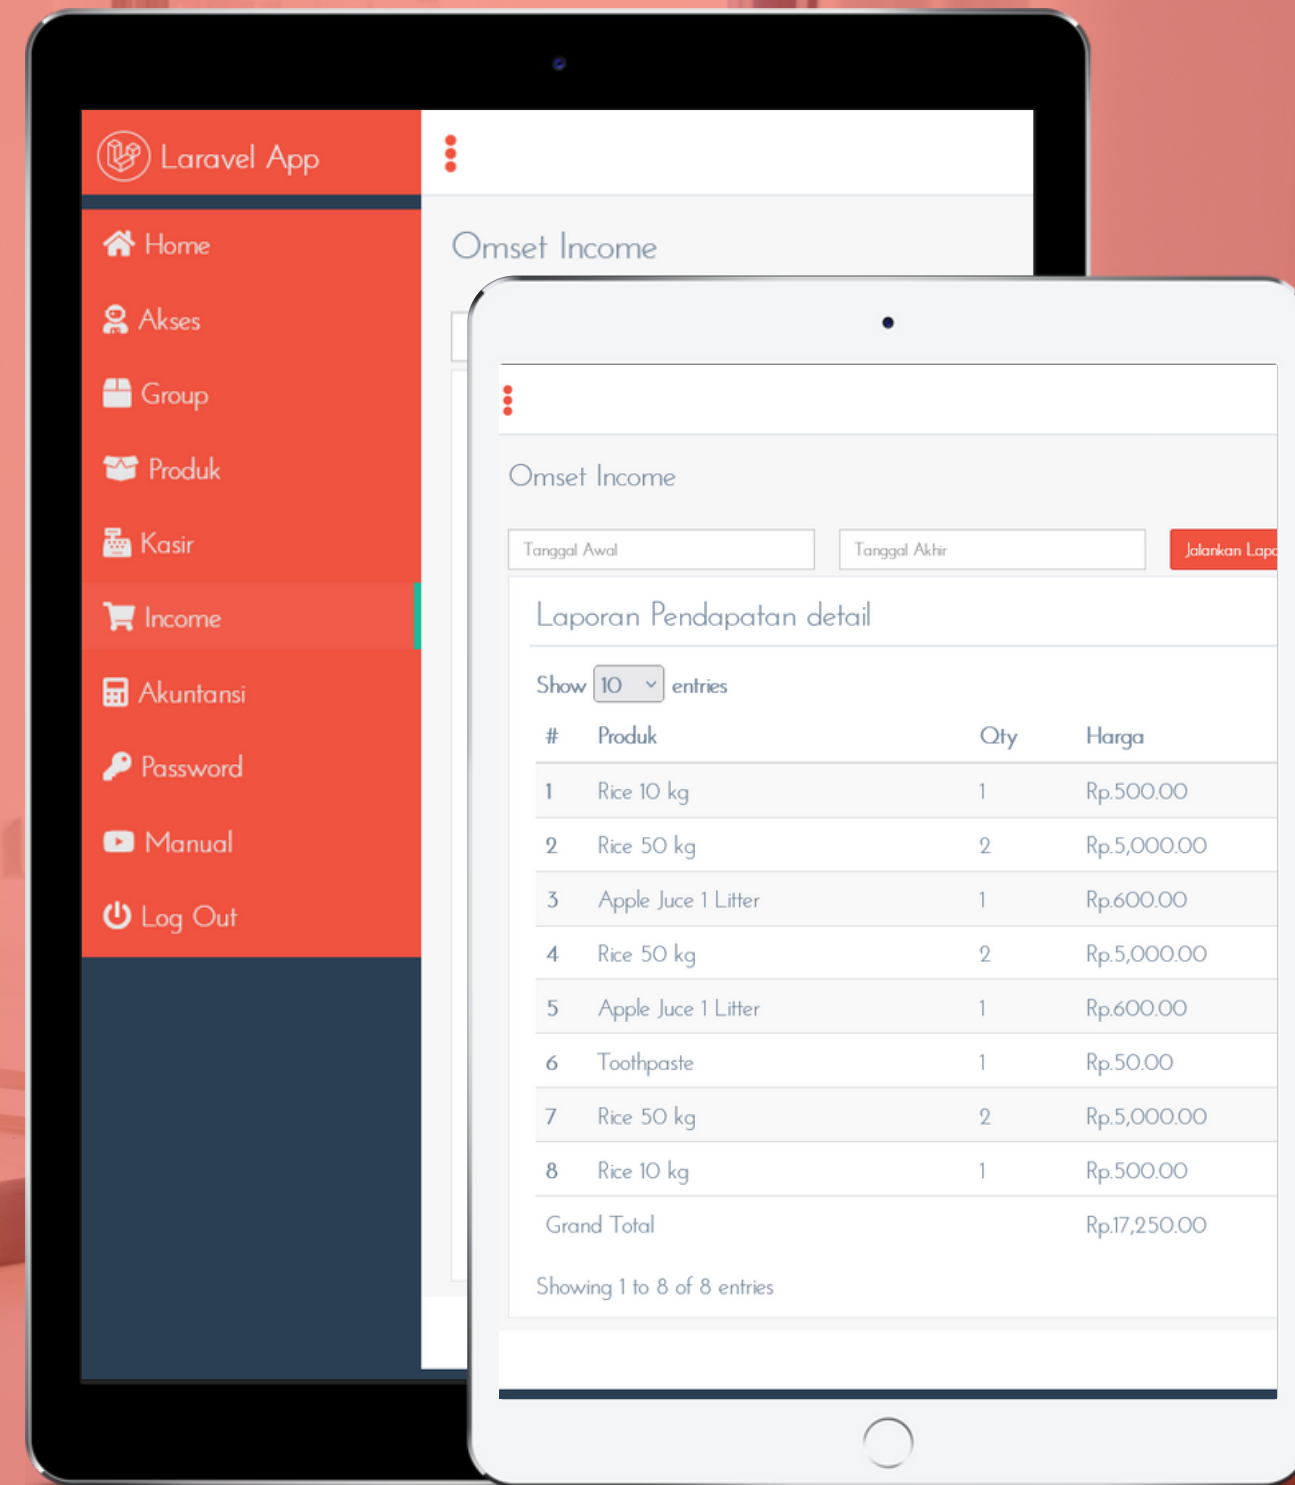 Laravel App
Home
Akses
Group
Produk
Kasir
Income
Akuntansi
Password
Manual
Log Out
Omset Income
Omset Income
Tanggal Awal Tanggal Akhir Jalankan
Laporan Pendapatan detail
Show 10 entries
# Produk Qty Harga
1 Rice 10 kg 1 Rp.500.00
2 Rice 50 kg 2 Rp.5,000.00
3 Apple Juce 1 Litter 1 Rp.600.00
4 Rice 50 kg 2 Rp.5,000.00
5 Apple Juce 1 Litter 1 Rp.600.00
6 Toothpaste 1 Rp.50.00
7 Rice 50 kg 2 Rp.5,000.00
8 Rice 10 kg 1 Rp.500.00
Grand Total Rp.17,250.00
Showing 1 to 8 of 8 entries